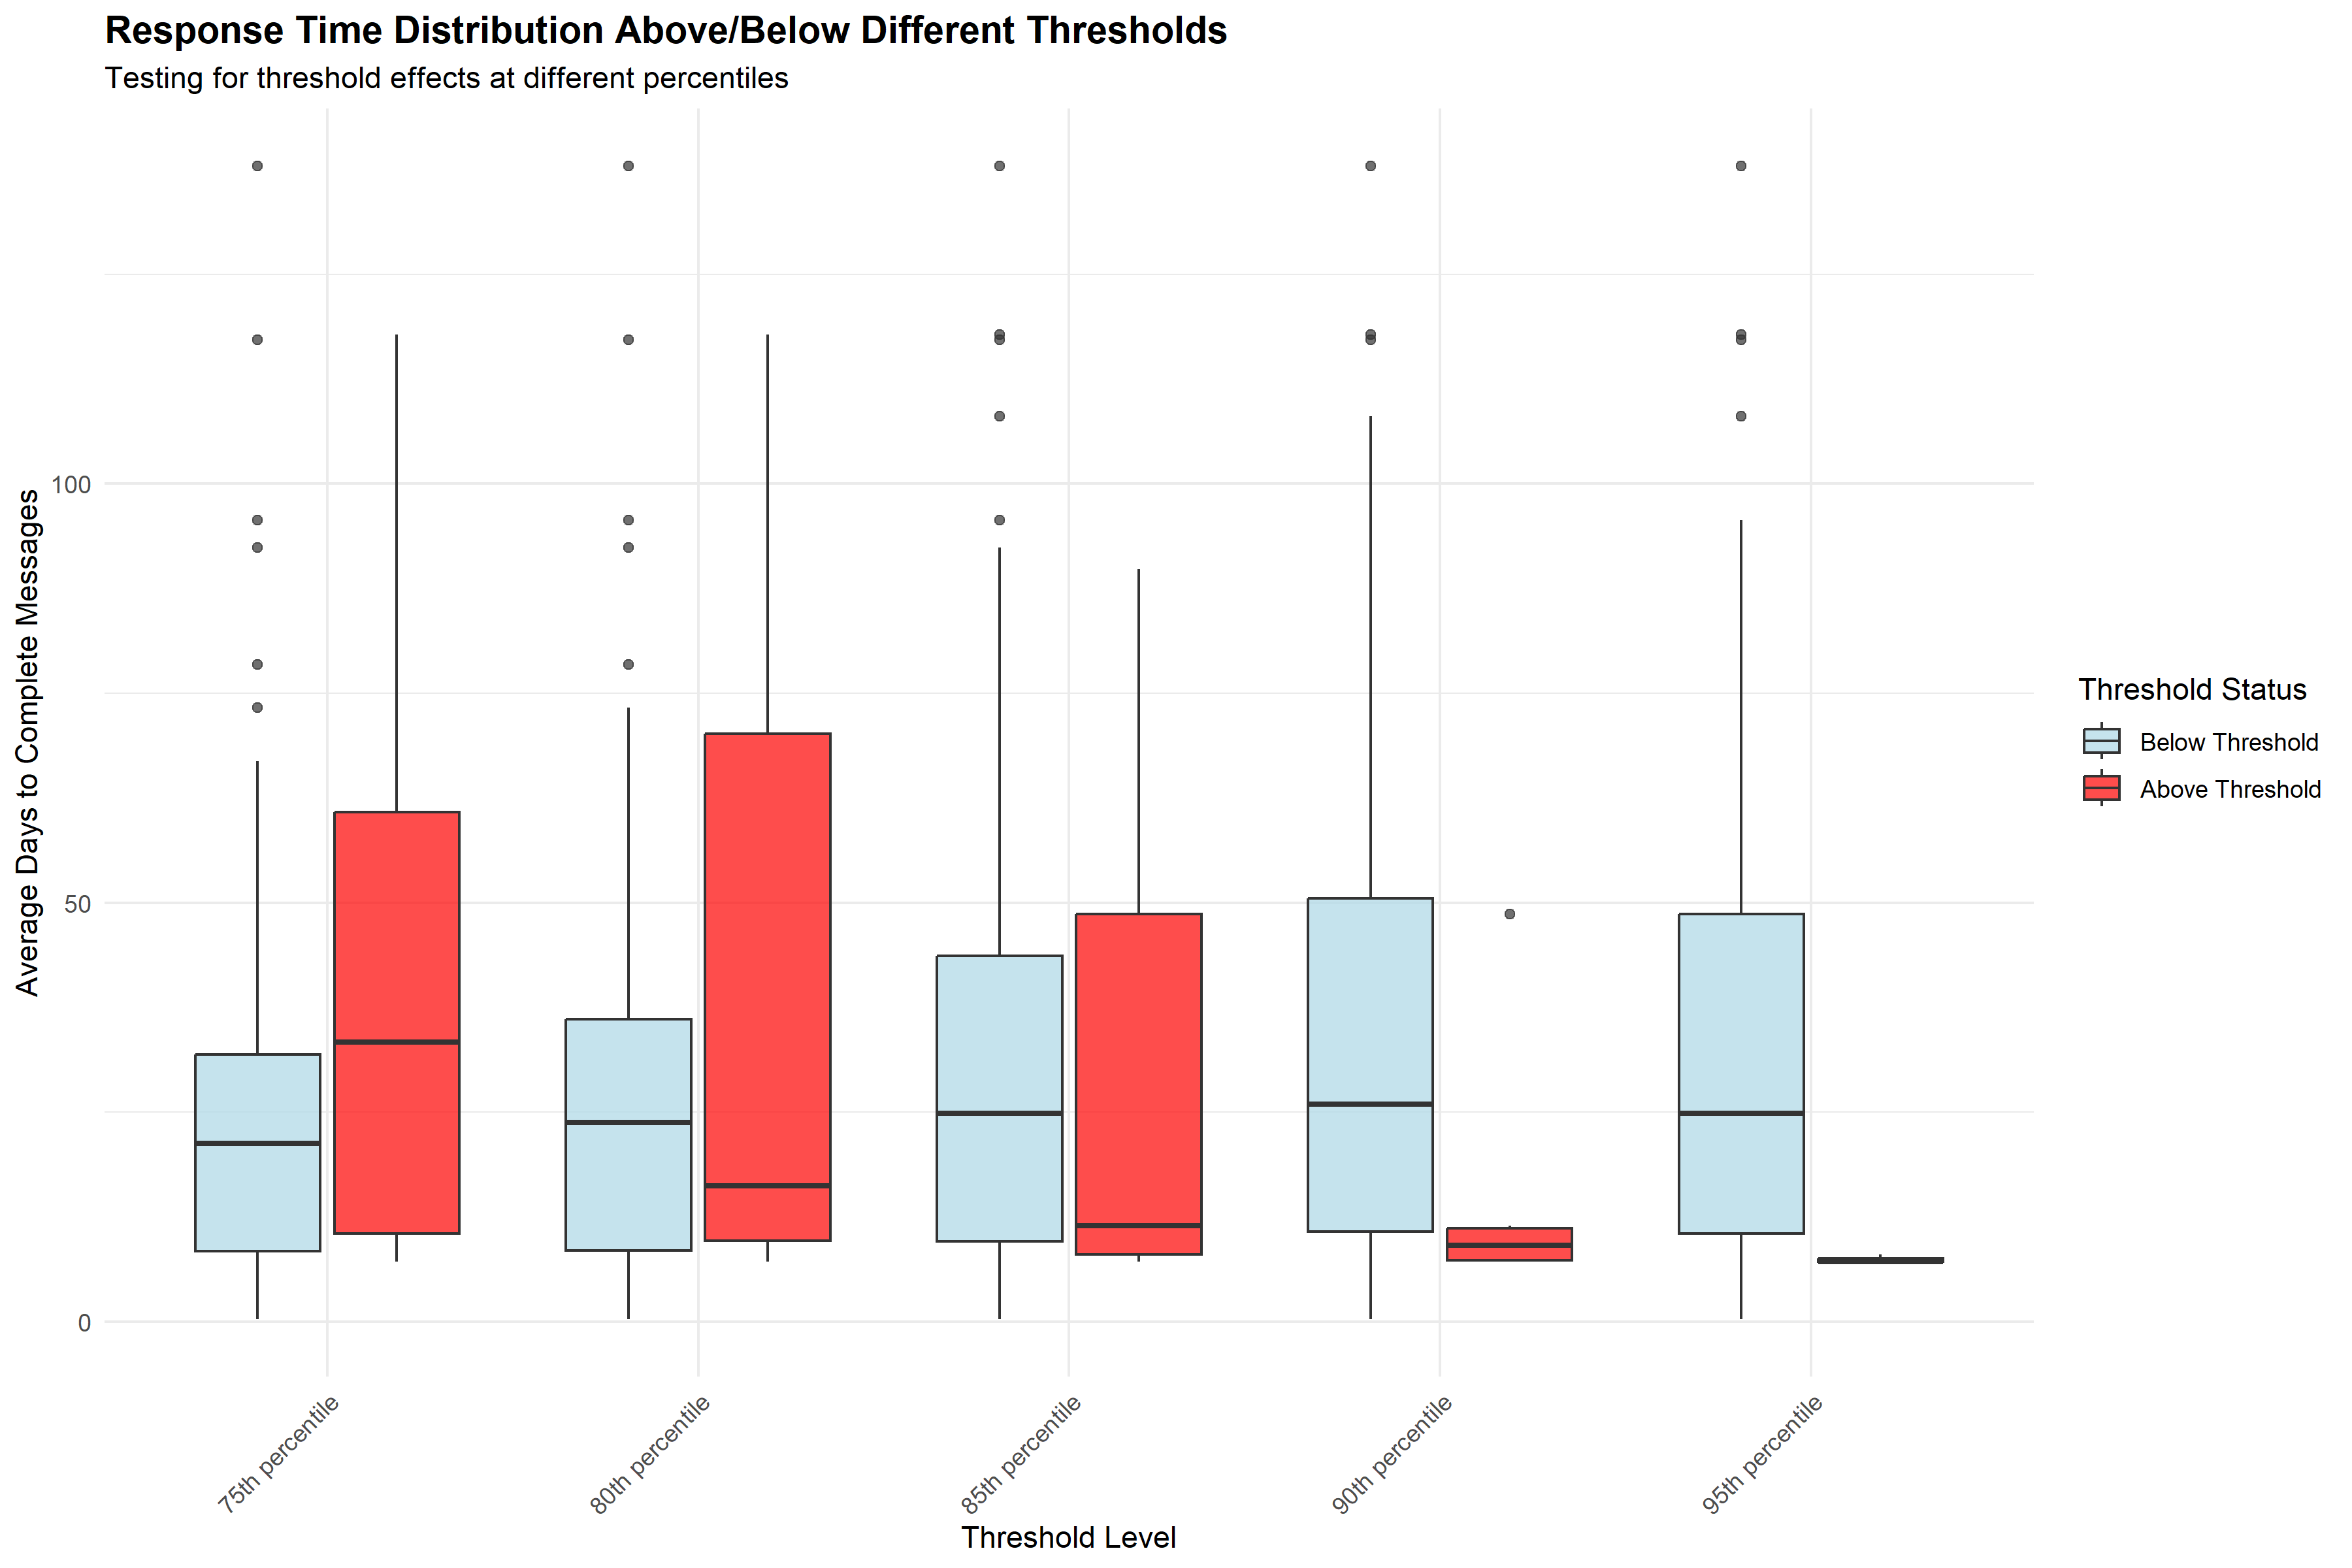 Response Time Distribution Above/Below Different Thresholds
Testing for threshold effects at different percentiles
Average Days to Complete Messages
100
50
0
75th percentile
80th percentile
85th percentile
90th percentile
95th percentile
Threshold Level
Threshold Status
Below Threshold
Above Threshold